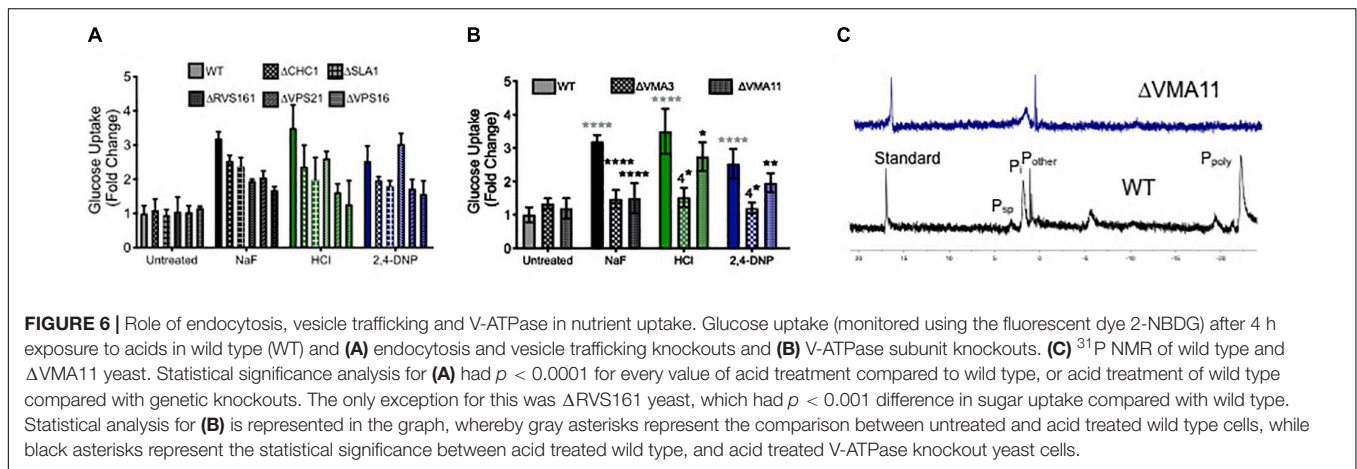 A
B
C
WT ΔCHC1 ΔSLA1
ΔRVS161 ΔVPS21 ΔVPS16
Glucose Uptake
(Fold Change)
5
4
3
2
1
0
Untreated NaF HCl 2,4-DNP
WT ΔVMA3 ΔVMA11
Glucose Uptake
(Fold Change)
5
4
3
2
1
0
**** **** **** **** 4* * **** 4* **
Untreated NaF HCl 2,4-DNP
ΔVMA11
Standard
Psp
Pi
Pother
WT
Ppoly
20 15 5 0 -5 -10 -15 -20
FIGURE 6 | Role of endocytosis, vesicle trafficking and V-ATPase in nutrient uptake. Glucose uptake (monitored using the fluorescent dye 2-NBDG) after 4 h
exposure to acids in wild type (WT) and (A) endocytosis and vesicle trafficking knockouts and (B) V-ATPase subunit knockouts. (C) ³¹P NMR of wild type and
ΔVMA11 yeast. Statistical significance analysis for (A) had p < 0.0001 for every value of acid treatment compared to wild type, or acid treatment of wild type
compared with genetic knockouts. The only exception for this was ΔRVS161 yeast, which had p < 0.001 difference in sugar uptake compared with wild type.
Statistical analysis for (B) is represented in the graph, whereby gray asterisks represent the comparison between untreated and acid treated wild type cells, while
black asterisks represent the statistical significance between acid treated wild type, and acid treated V-ATPase knockout yeast cells.